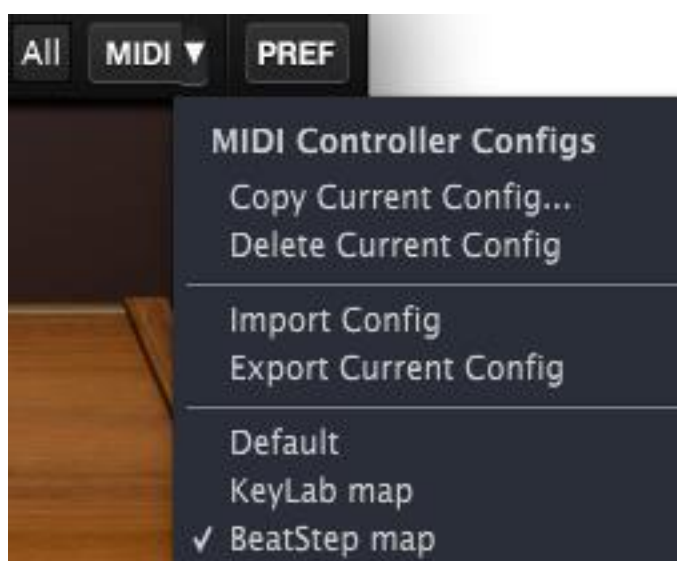 All MIDI ▼ PREF
MIDI Controller Configs
Copy Current Config...
Delete Current Config
Import Config
Export Current Config
Default
KeyLab map
✓ BeatStep map